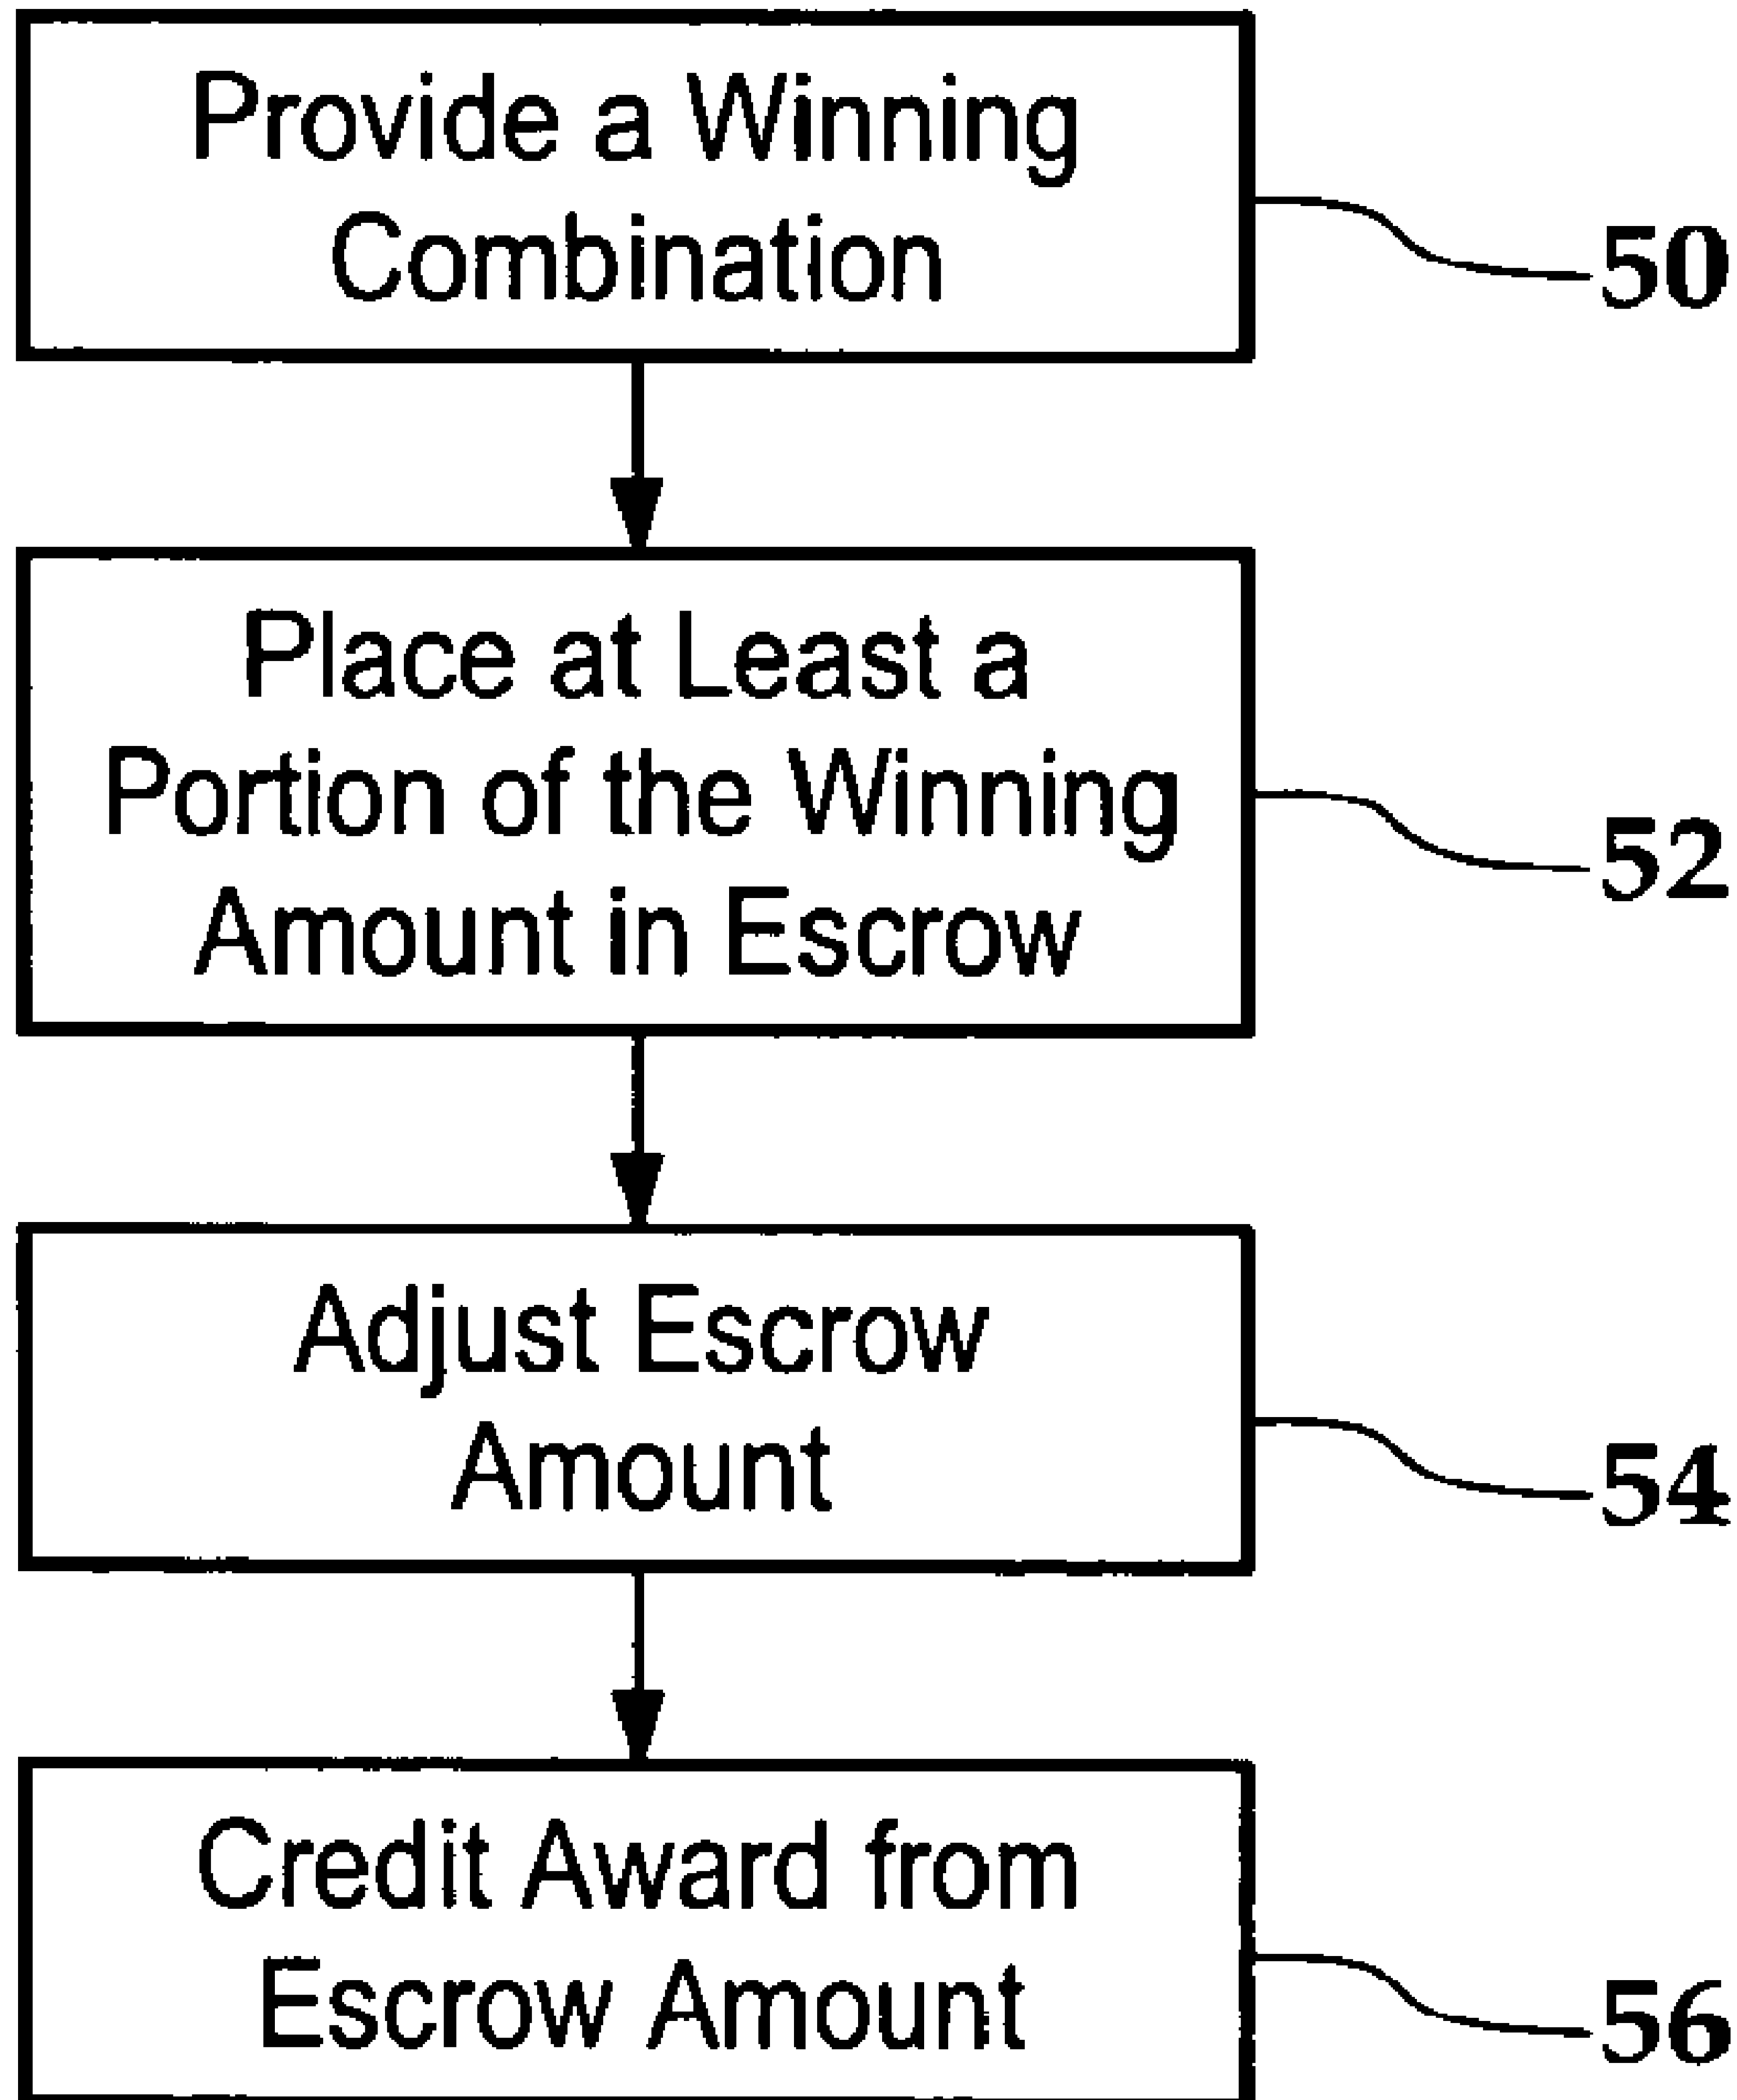 Provide a Winning
Combination
50
Place at Least a
Portion of the Winning
Amount in Escrow
52
Adjust Escrow
Amount
54
Credit Award from
Escrow Amount
56